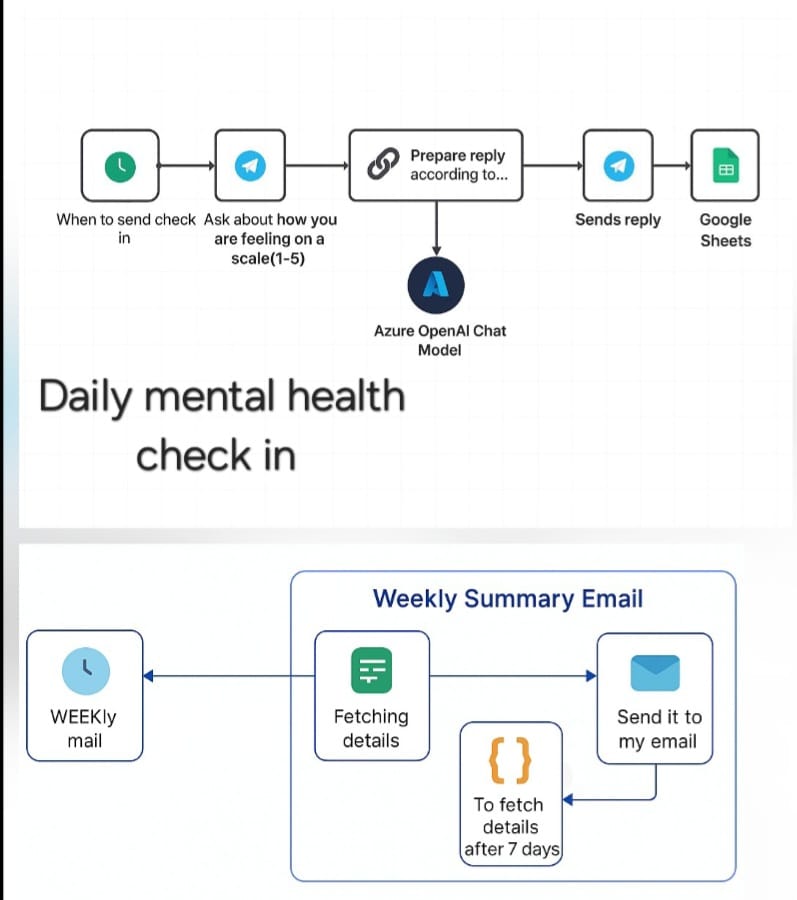 When to send check
in
Ask about how you
are feeling on a
scale(1-5)
Prepare reply
according to...
Sends reply
Google
Sheets
Azure OpenAI Chat
Model
Daily mental health
check in
Weekly Summary Email
WEEKly
mail
Fetching
details
Send it to
my email
{ }
To fetch
details
after 7 days